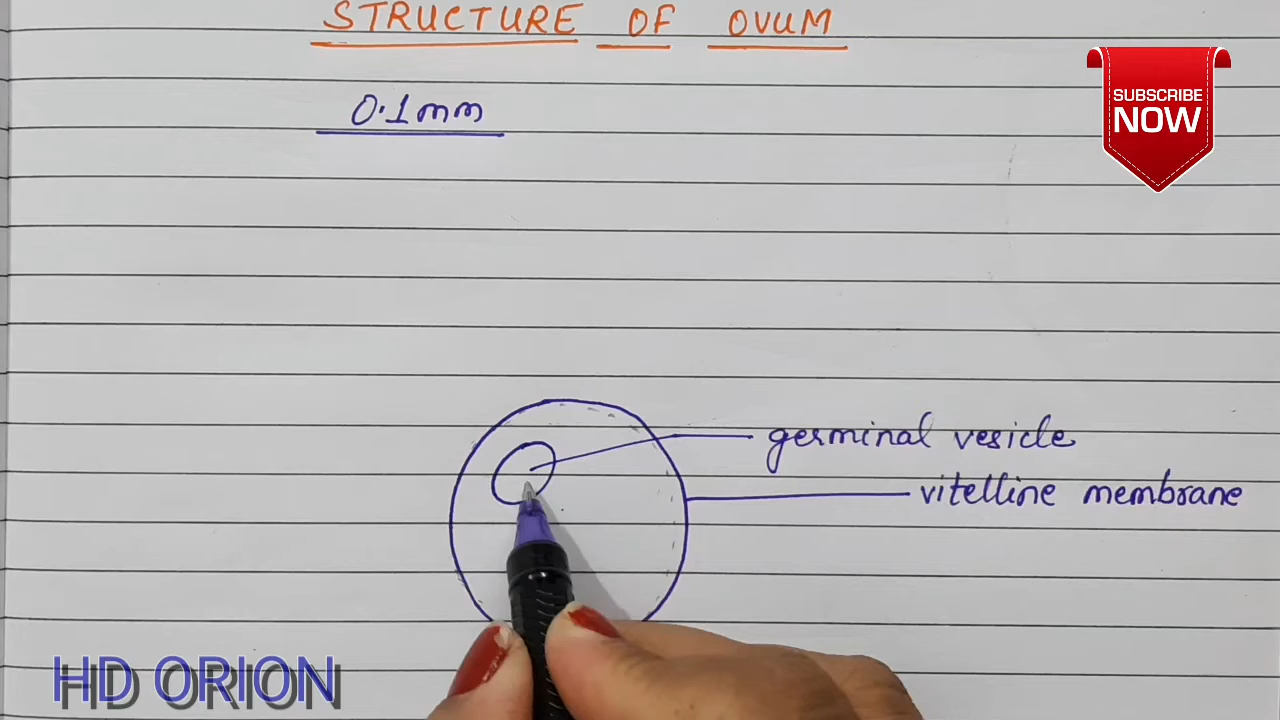 STRUCTURE OF OVUM
0.1mm
SUBSCRIBE
NOW
germinal vesicle
vitelline membrane
HD ORION